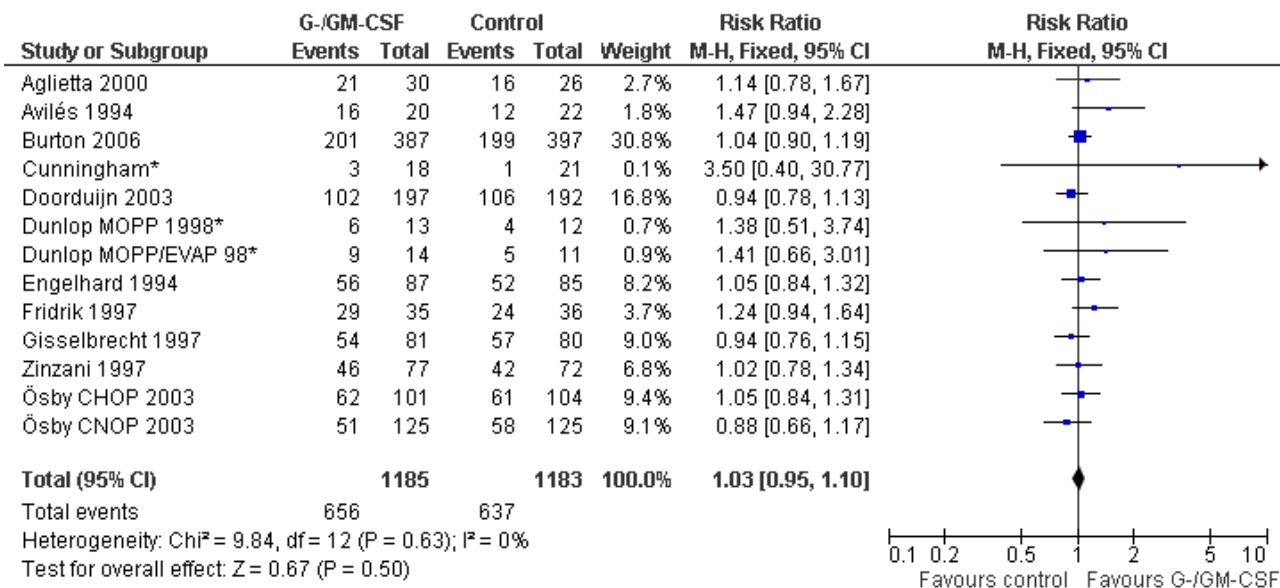 G-/GM-CSF Control Risk Ratio Risk Ratio
Study or Subgroup Events Total Events Total Weight M-H, Fixed, 95% CI M-H, Fixed, 95% CI
Aglietta 2000 21 30 16 26 2.7% 1.14 [0.78, 1.67]
Avilés 1994 16 20 12 22 1.8% 1.47 [0.94, 2.28]
Burton 2006 201 387 199 397 30.8% 1.04 [0.90, 1.19]
Cunningham* 3 18 1 21 0.1% 3.50 [0.40, 30.77]
Doorduijn 2003 102 197 106 192 16.8% 0.94 [0.78, 1.13]
Dunlop MOPP 1998* 6 13 4 12 0.7% 1.38 [0.51, 3.74]
Dunlop MOPP/EVAP 98* 9 14 5 11 0.9% 1.41 [0.66, 3.01]
Engelhard 1994 56 87 52 85 8.2% 1.05 [0.84, 1.32]
Fridrik 1997 29 35 24 36 3.7% 1.24 [0.94, 1.64]
Gisselbrecht 1997 54 81 57 80 9.0% 0.94 [0.76, 1.15]
Zinzani 1997 46 77 42 72 6.8% 1.02 [0.78, 1.34]
Ösby CHOP 2003 62 101 61 104 9.4% 1.05 [0.84, 1.31]
Ösby CNOP 2003 51 125 58 125 9.1% 0.88 [0.66, 1.17]
Total (95% CI) 1185 1183 100.0% 1.03 [0.95, 1.10]
Total events 656 637
Heterogeneity: Chi² = 9.84, df = 12 (P = 0.63); I² = 0%
Test for overall effect: Z = 0.67 (P = 0.50)
0.1 0.2 0.5 1 2 5 10
Favours control Favours G-/GM-CSF